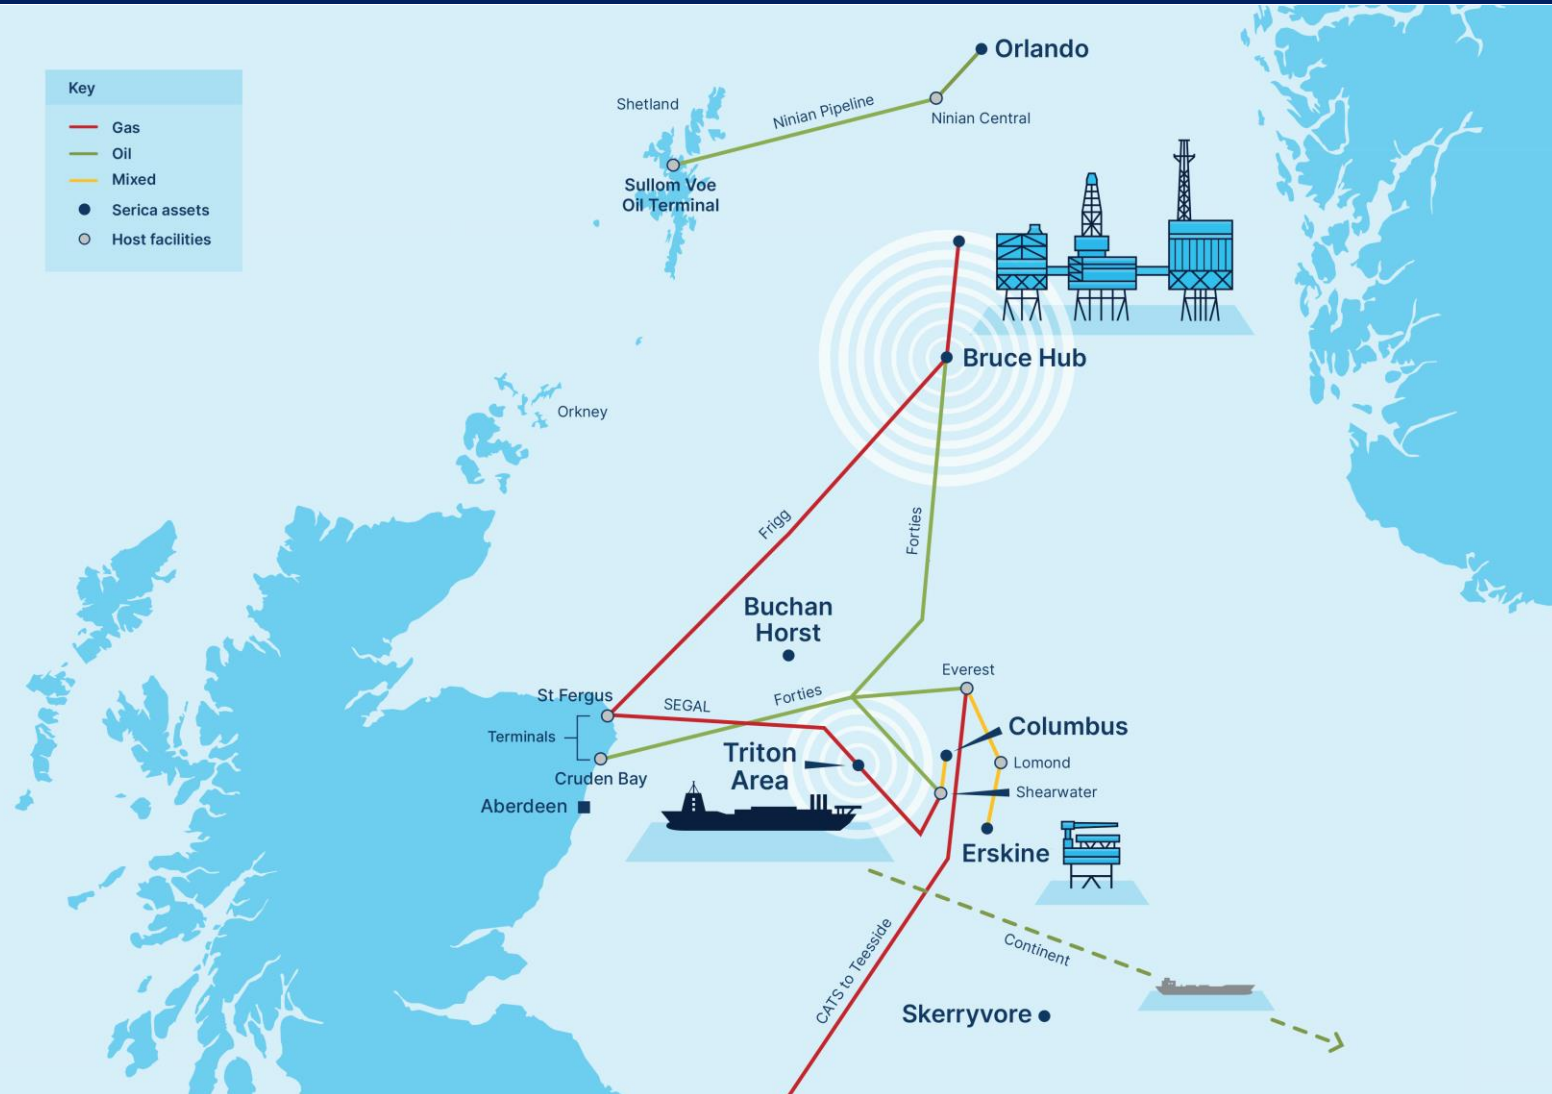 Key
Gas
Oil
Mixed
Serica assets
Host facilities
Orlando
Shetland
Ninian Pipeline
Ninian Central
Sullom Voe
Oil Terminal
Bruce Hub
Orkney
Frigg
Forties
Buchan
Horst
Everest
St Fergus
SEGAL
Forties
Columbus
Terminals
Triton
Area
Lomond
Cruden Bay
Shearwater
Aberdeen
Erskine
Continent
CATS to Teesside
Skerryvore